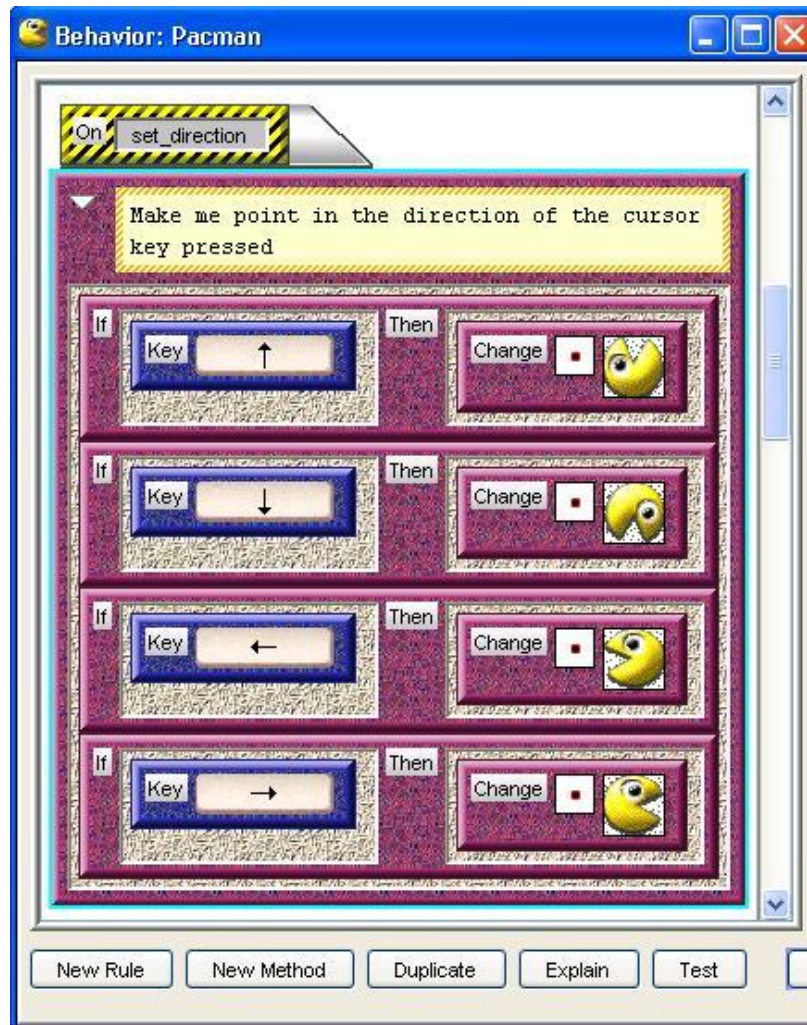 Behavior: Pacman
On set_direction
Make me point in the direction of the cursor
key pressed
If Key ↑ Then Change
If Key ↓ Then Change
If Key ← Then Change
If Key → Then Change
New Rule New Method Duplicate Explain Test